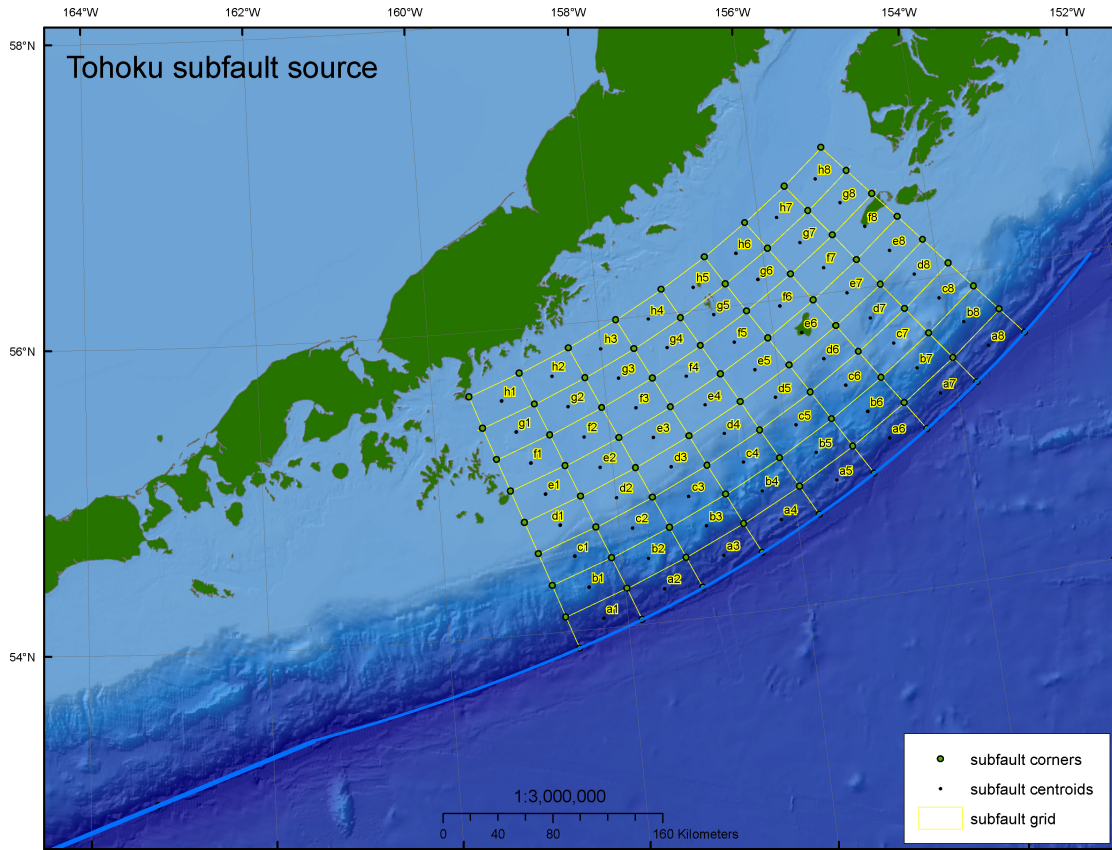 164°W 162°W 160°W 158°W 156°W 154°W 152°W
58°N
Tohoku subfault source
h8
g8
h7
f8
g7
h6
e8
f7
d8
g6
h5
e7
c8
f6
g5
d7
b8
h4
e6
c7
a8
g4
f5
h3
d6
b7
56°N
e5
h2
g3
f4
c6
a7
d5
h1
g2
f3
e4
b6
c5
a6
g1
f2
e3
d4
b5
f1
e2
d3
c4
a5
e1
d2
c3
b4
d1
c2
b3
a4
c1
b2
a3
b1
a2
a1
54°N
subfault corners
subfault centroids
subfault grid
1:3,000,000
0 40 80 160 Kilometers